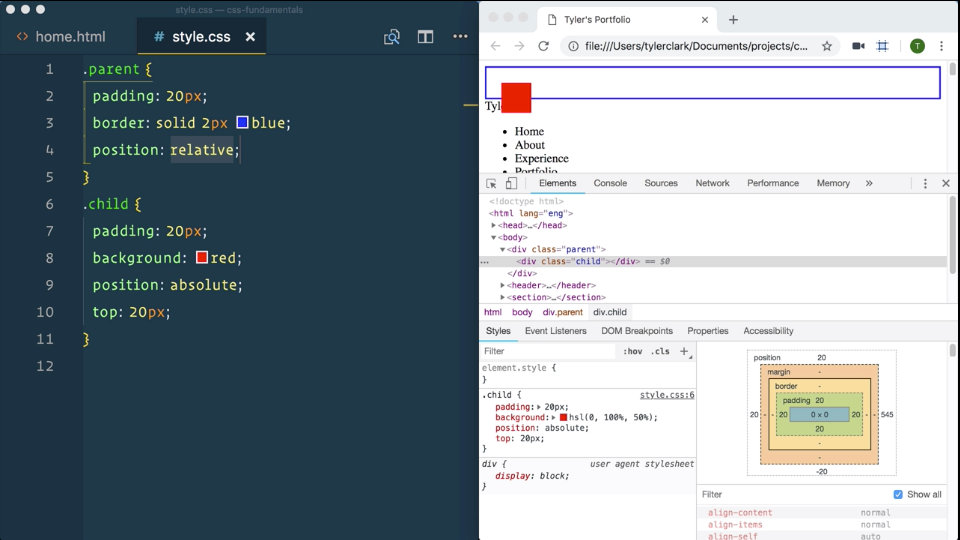 style.css — css-fundamentals
home.html
# style.css ×
1 .parent {
2 padding: 20px;
3 border: solid 2px blue;
4 position: relative;
5 }
6 .child {
7 padding: 20px;
8 background: red;
9 position: absolute;
10 top: 20px;
11 }
12
Tyler's Portfolio
file:///Users/tylerclark/Documents/projects/c...
T
Tyl
Home
About
Experience
Portfolio
Elements Console Sources Network Performance Memory »
<!doctype html>
<html lang="eng">
<head>…</head>
<body>
<div class="parent">
<div class="child"></div> == $0
</div>
<header>…</header>
<section>…</section>
html body div.parent div.child
Styles Event Listeners DOM Breakpoints Properties Accessibility
Filter :hov .cls +
element.style {
}
.child { style.css:6
padding: 20px;
background: hsl(0, 100%, 50%);
position: absolute;
top: 20px;
}
div { user agent stylesheet
display: block;
}
position 20
margin -
border -
padding 20
20 - - 20 0 × 0 20 - - 545
20
-
-
-20
Filter Show all
align-content normal
align-items normal
align-self auto